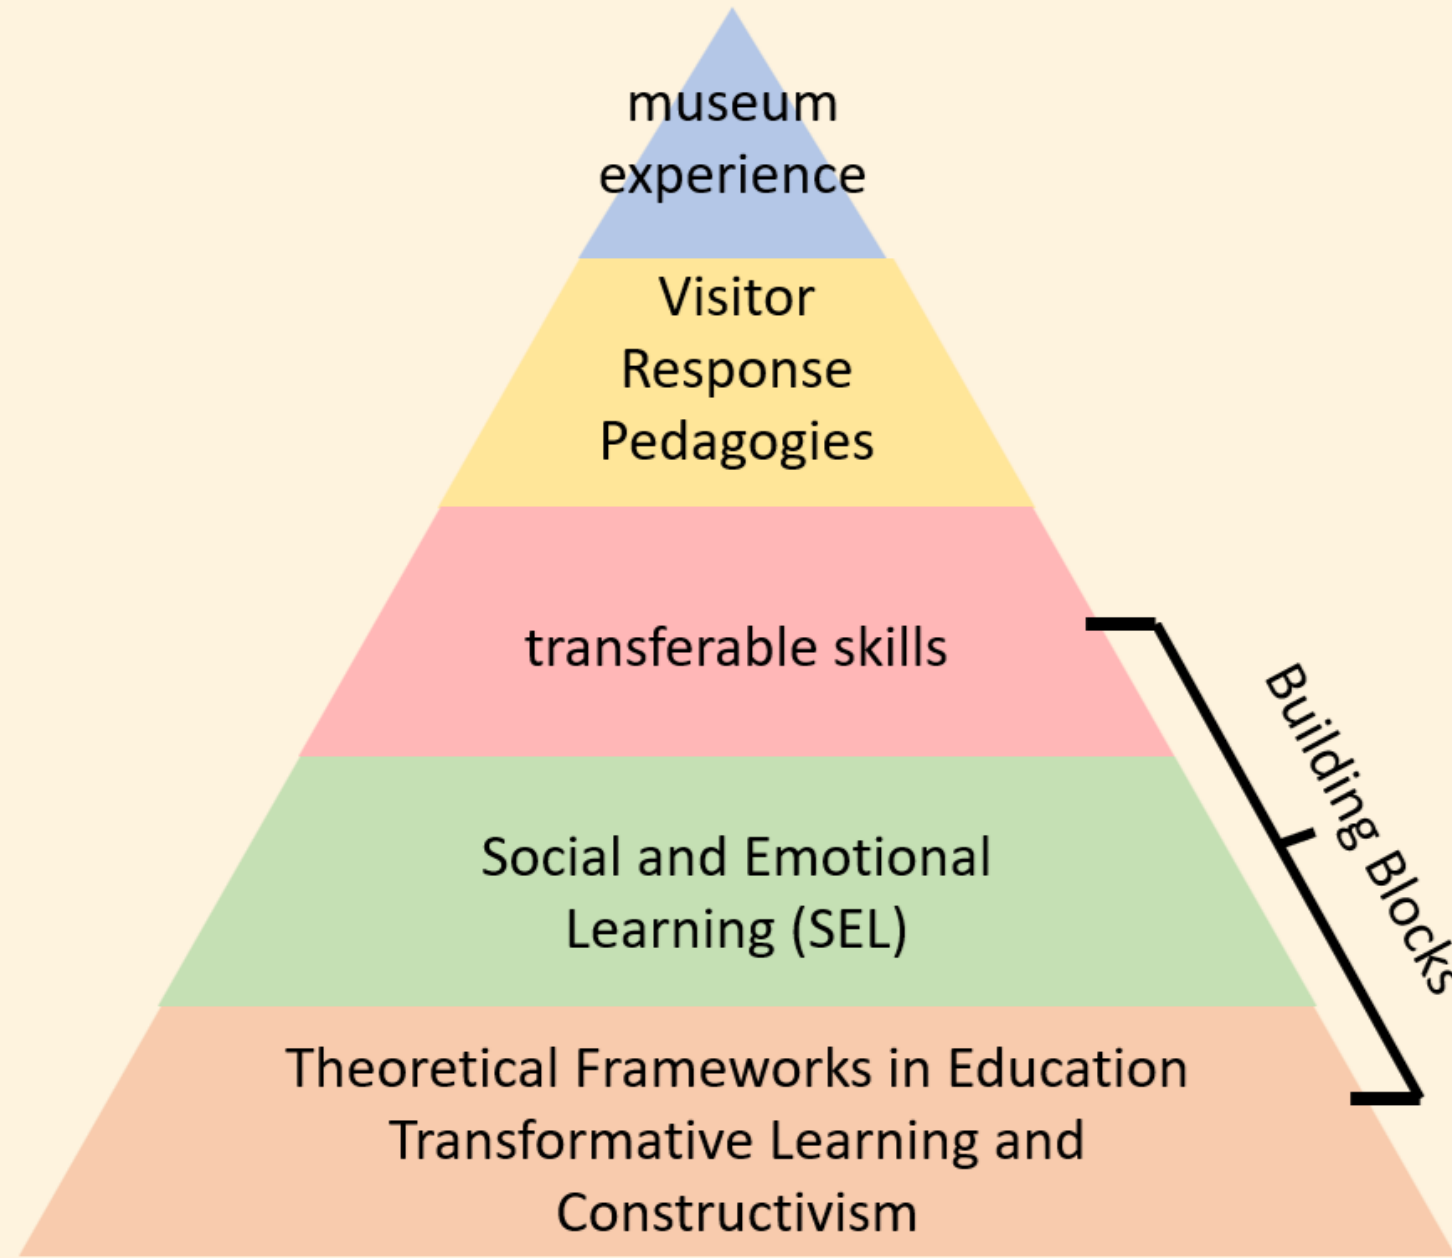 museum
experience
Visitor
Response
Pedagogies
transferable skills
Building Blocks
Social and Emotional
Learning (SEL)
Theoretical Frameworks in Education
Transformative Learning and
Constructivism